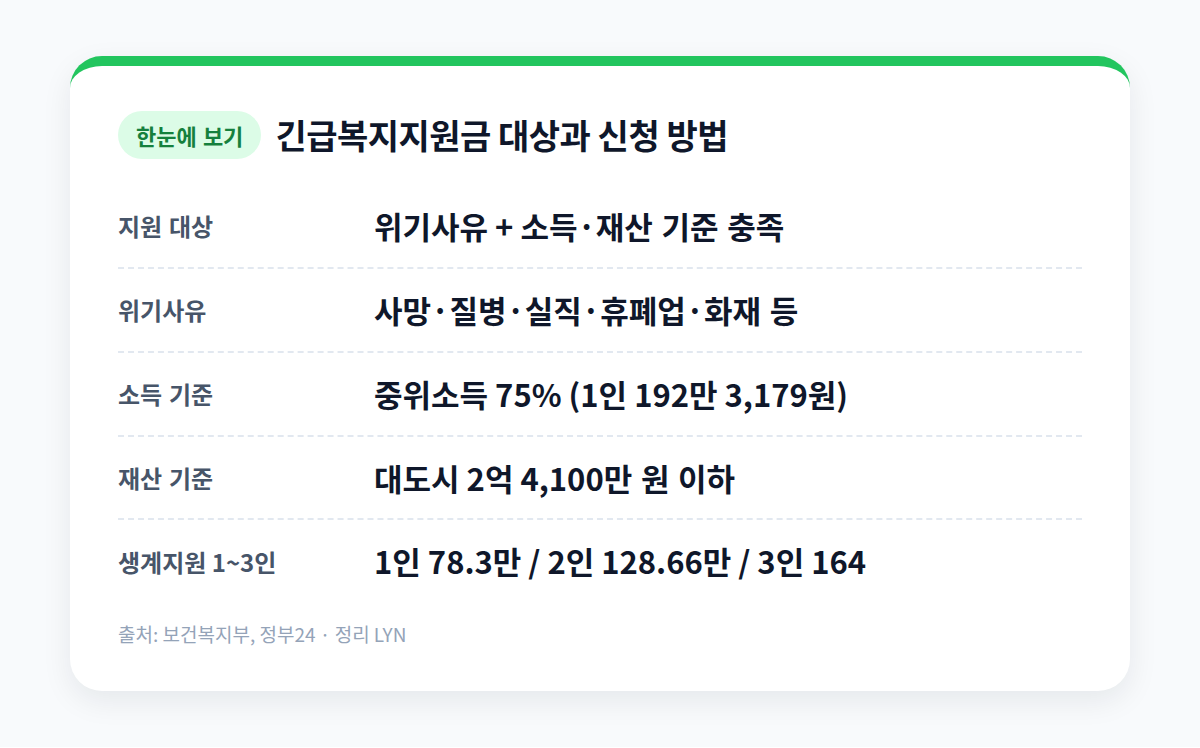 한눈에 보기 긴급복지지원금 대상과 신청 방법
지원 대상 위기사유 + 소득·재산 기준 충족
위기사유 사망·질병·실직·휴폐업·화재 등
소득 기준 중위소득 75% (1인 192만 3,179원)
재산 기준 대도시 2억 4,100만 원 이하
생계지원 1~3인 1인 78.3만 / 2인 128.66만 / 3인 164
출처: 보건복지부, 정부24 · 정리 LYN